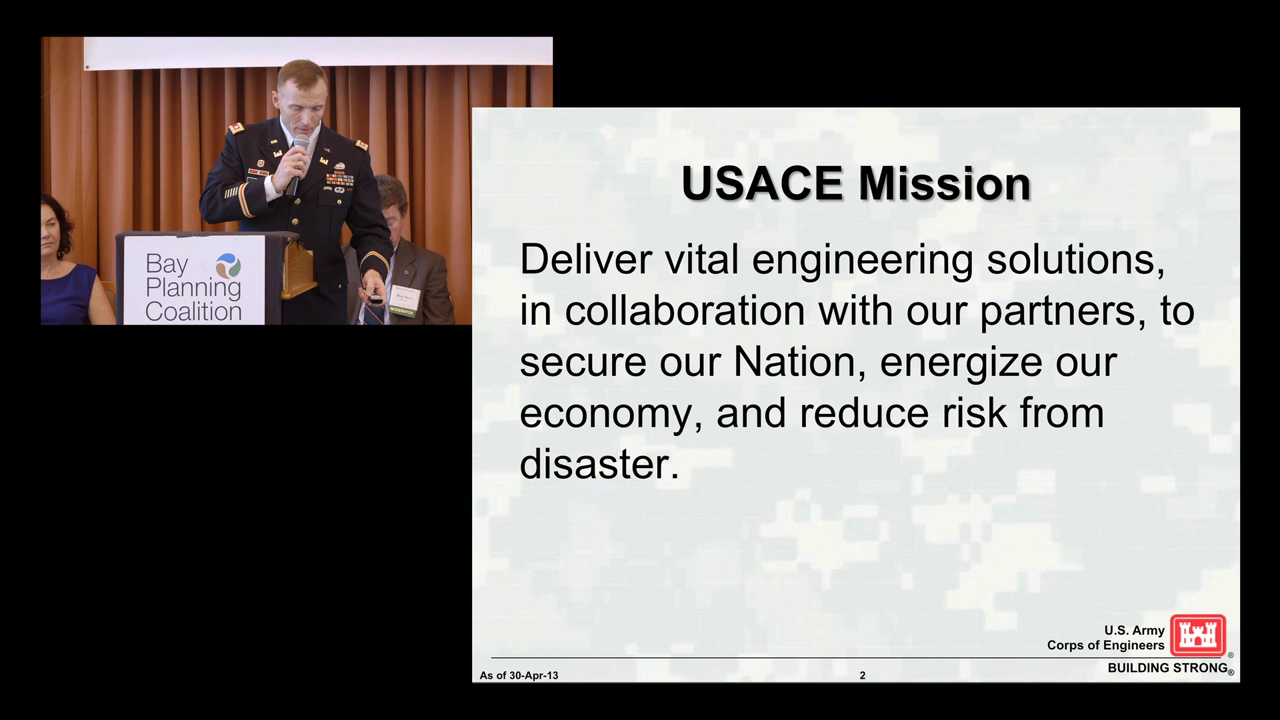 Bay
Planning
Coalition
USACE Mission
Deliver vital engineering solutions,
in collaboration with our partners, to
secure our Nation, energize our
economy, and reduce risk from
disaster.
U.S. Army
Corps of Engineers
®
BUILDING STRONG®
As of 30-Apr-13
2